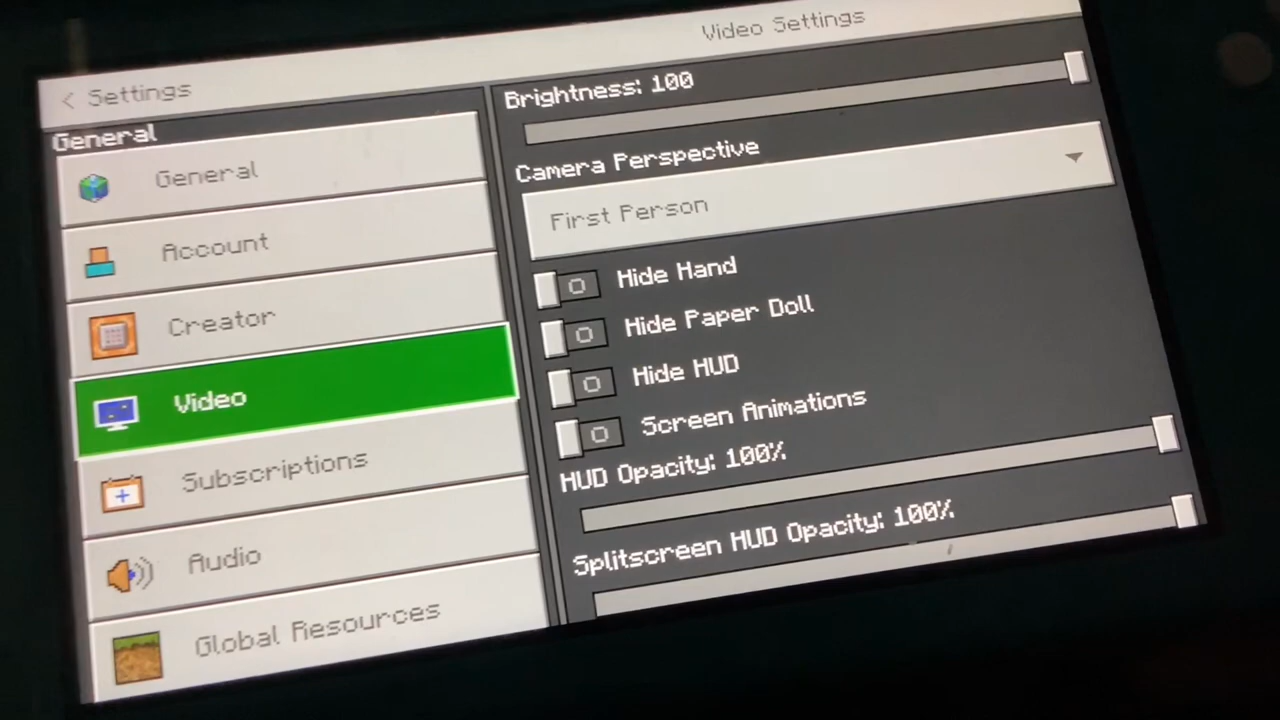 Video Settings
< Settings
General
General
Account
Creator
Video
Subscriptions
Audio
Global Resources
Brightness: 100
Camera Perspective
First Person
Hide Hand
Hide Paper Doll
Hide HUD
Screen Animations
HUD Opacity: 100%
Splitscreen HUD Opacity: 100%